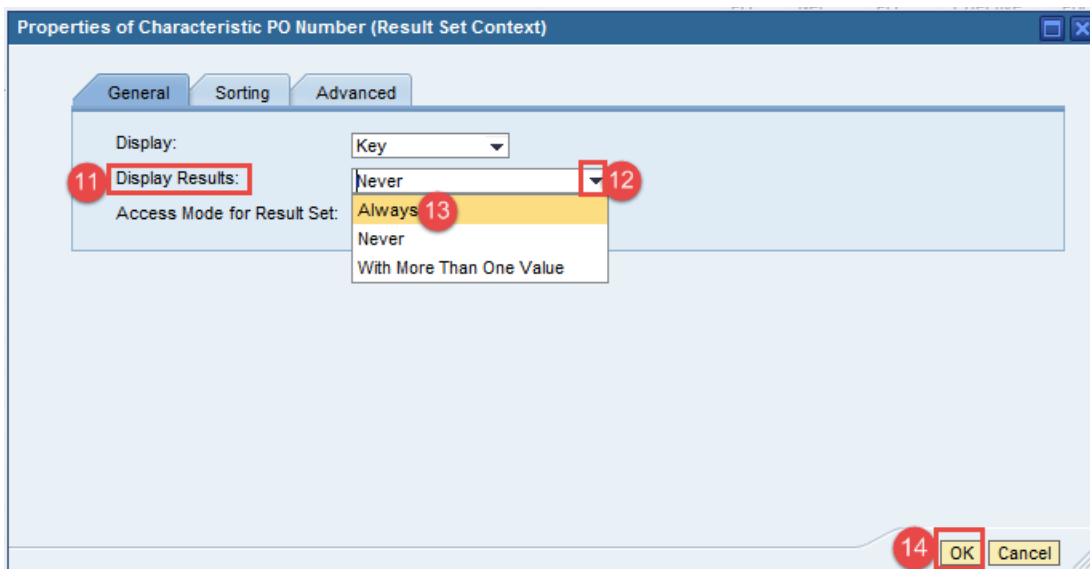 Properties of Characteristic PO Number (Result Set Context)
General Sorting Advanced
Display: Key
11 Display Results: Never 12
Access Mode for Result Set: Always 13
Never
With More Than One Value
14 OK Cancel